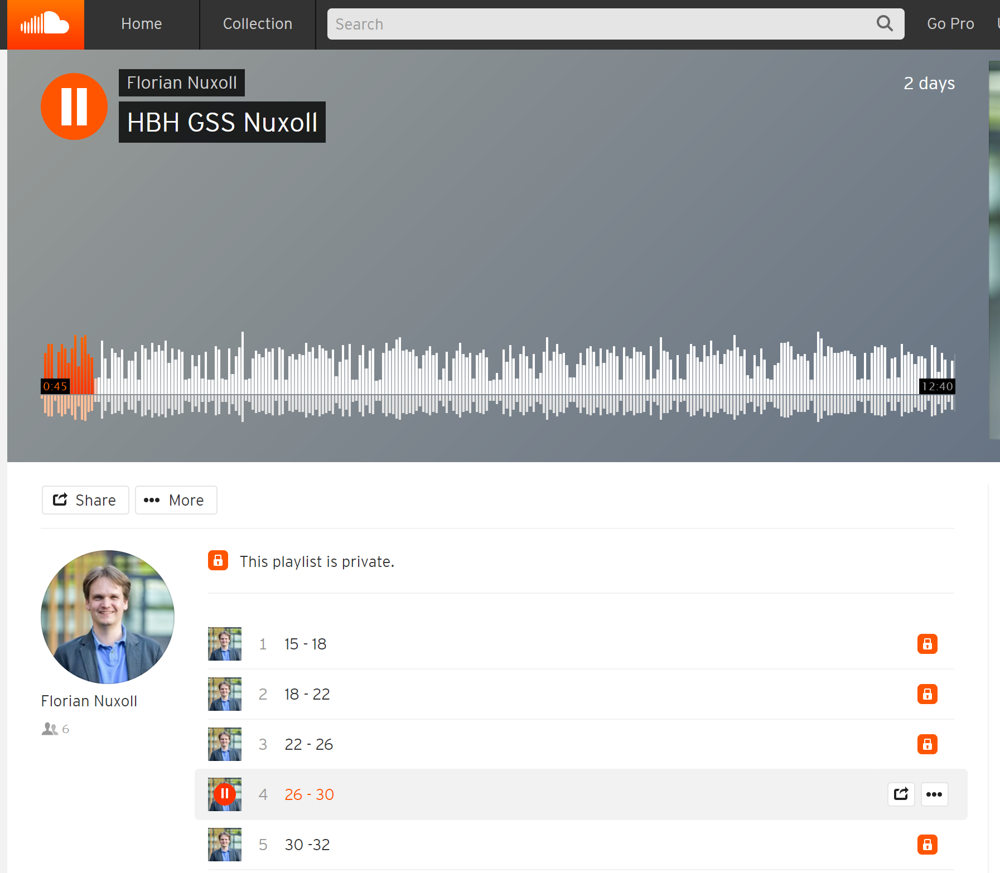 Home
Collection
Search
Go Pro
Florian Nuxoll
2 days
HBH GSS Nuxoll
0:45
12:40
Share
More
This playlist is private.
Florian Nuxoll
6
1 15 - 18
2 18 - 22
3 22 - 26
4 26 - 30
5 30 -32